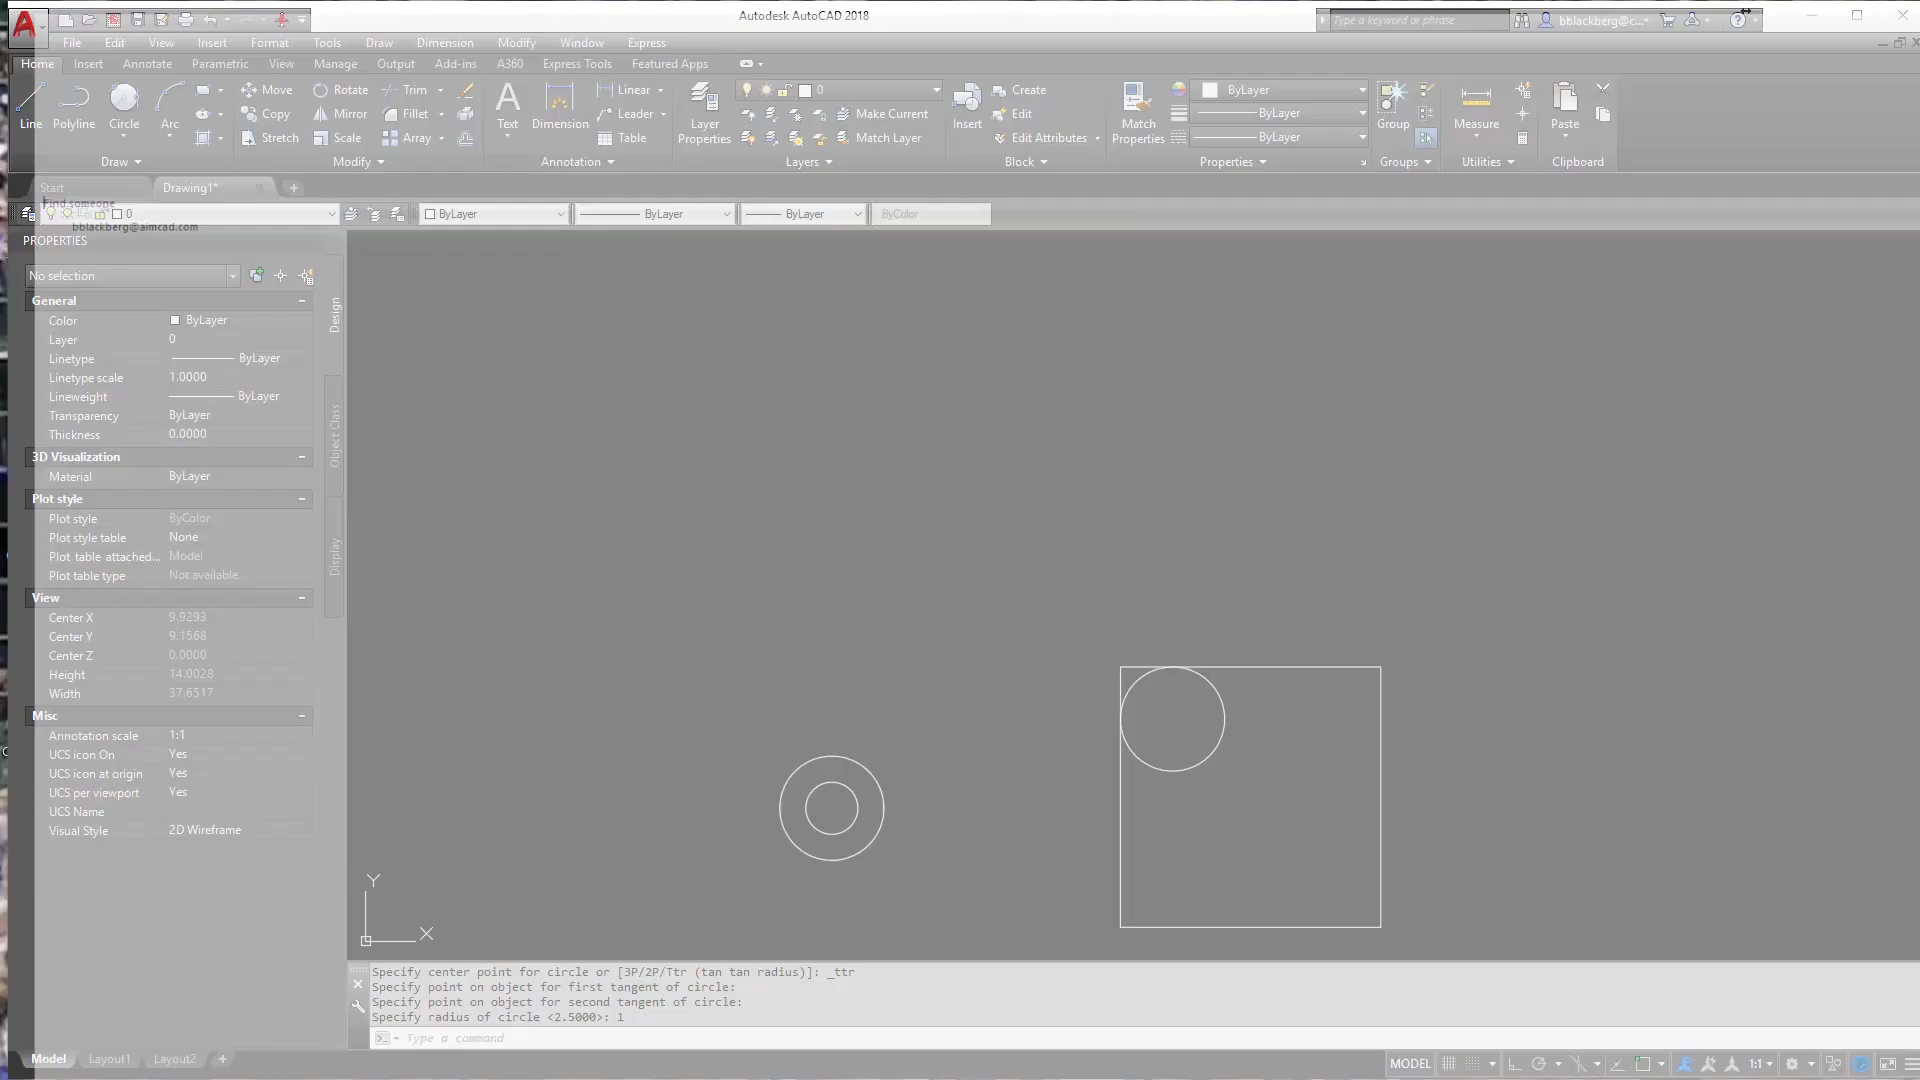 Autodesk AutoCAD 2018
Type a keyword or phrase
bblackberg@c...
File Edit View Insert Format Tools Draw Dimension Modify Window Express
Home Insert Annotate Parametric View Manage Output Add-ins A360 Express Tools Featured Apps
Line Polyline Circle Arc
Move Rotate Trim
Copy Mirror Fillet
Stretch Scale Array
Text Dimension
Linear
Leader
Table
Layer Properties
0
Make Current
Match Layer
Insert
Create
Edit
Edit Attributes
Match Properties
ByLayer
ByLayer
ByLayer
Group
Measure
Paste
Draw Modify Annotation Layers Block Properties Groups Utilities Clipboard
Start Drawing1*
Find someone
0 ByLayer ByLayer ByLayer ByColor
bblackberg@aimcad.com
PROPERTIES
No selection
General
Color ByLayer
Layer 0
Linetype ByLayer
Linetype scale 1.0000
Lineweight ByLayer
Transparency ByLayer
Thickness 0.0000
3D Visualization
Material ByLayer
Plot style
Plot style ByColor
Plot style table None
Plot table attached... Model
Plot table type Not available
View
Center X 9.9293
Center Y 9.1568
Center Z 0.0000
Height 14.0028
Width 37.6517
Misc
Annotation scale 1:1
UCS icon On Yes
UCS icon at origin Yes
UCS per viewport Yes
UCS Name
Visual Style 2D Wireframe
Design
Object Class
Display
Y
X
Specify center point for circle or [3P/2P/Ttr (tan tan radius)]: _ttr
Specify point on object for first tangent of circle:
Specify point on object for second tangent of circle:
Specify radius of circle <2.5000>: 1
Type a command
Model Layout1 Layout2
MODEL 1:1